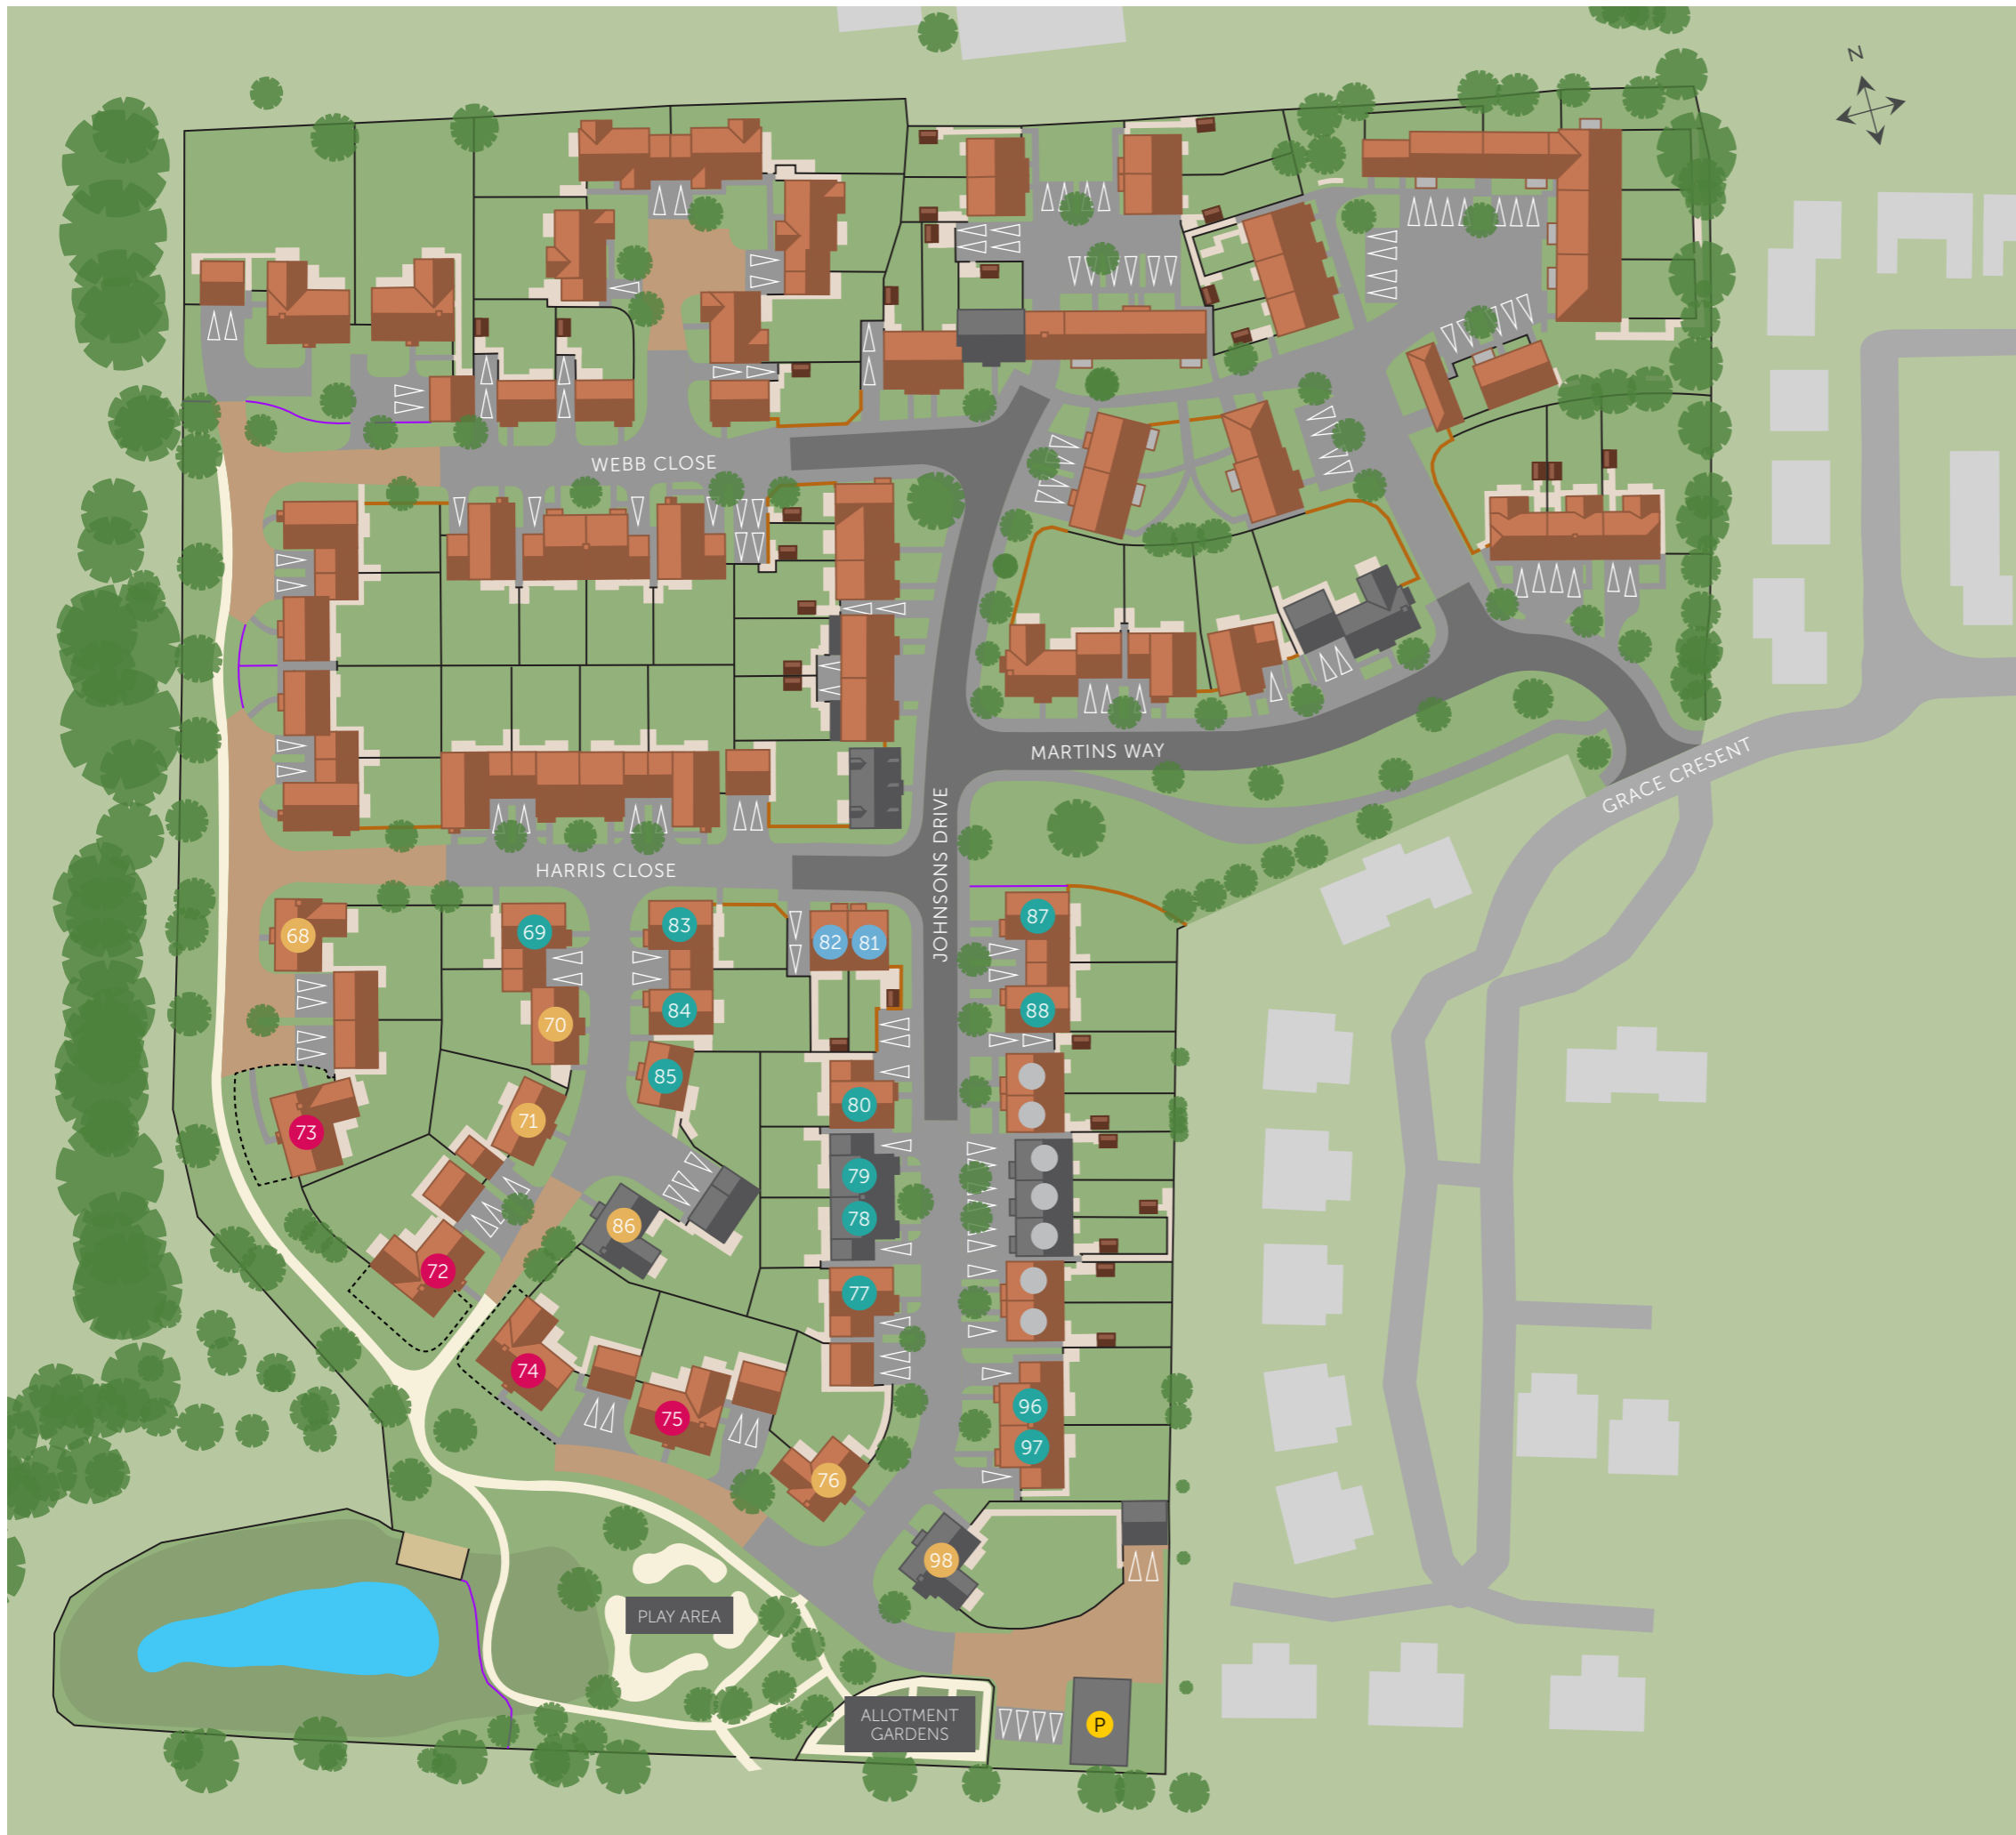 N
WEBB CLOSE
MARTINS WAY
GRACE CRESENT
JOHNSONS DRIVE
HARRIS CLOSE
68
69
83
82
81
87
70
84
88
85
80
71
73
79
78
86
72
77
74
75
96
97
76
98
PLAY AREA
ALLOTMENT
GARDENS
P